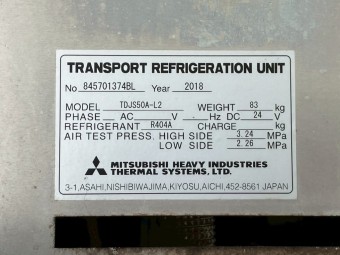 TRANSPORT REFRIGERATION UNIT
No 845701374BL Year 2018
MODEL TDJS50A-L2 WEIGHT 83 kg
PHASE AC V Hz DC 24 V
REFRIGERANT R404A CHARGE kg
AIR TEST PRESS. HIGH SIDE 3.24 MPa
LOW SIDE 2.26 MPa
MITSUBISHI HEAVY INDUSTRIES
THERMAL SYSTEMS, LTD.
3-1,ASAHI,NISHIBIWAJIMA,KIYOSU,AICHI,452-8561 JAPAN